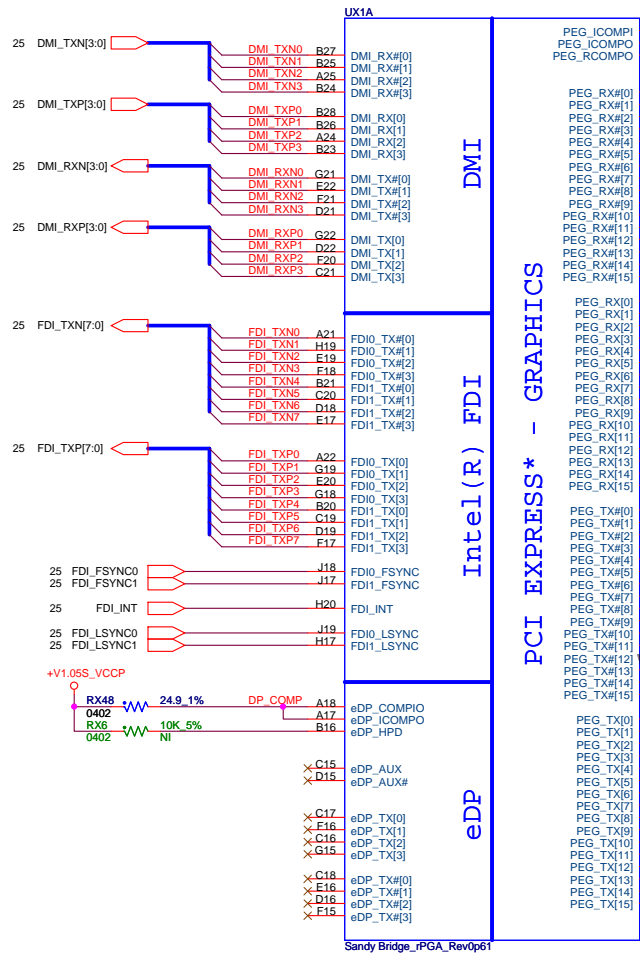 UX1A
25 DMI_TXN[3:0]
DMI_TXN0 B27 DMI_RX#[0]
DMI_TXN1 B25 DMI_RX#[1]
DMI_TXN2 A25 DMI_RX#[2]
DMI_TXN3 B24 DMI_RX#[3]
25 DMI_TXP[3:0]
DMI_TXP0 B28 DMI_RX[0]
DMI_TXP1 B26 DMI_RX[1]
DMI_TXP2 A24 DMI_RX[2]
DMI_TXP3 B23 DMI_RX[3]
25 DMI_RXN[3:0]
DMI_RXN0 G21 DMI_TX#[0]
DMI_RXN1 E22 DMI_TX#[1]
DMI_RXN2 F21 DMI_TX#[2]
DMI_RXN3 D21 DMI_TX#[3]
25 DMI_RXP[3:0]
DMI_RXP0 G22 DMI_TX[0]
DMI_RXP1 D22 DMI_TX[1]
DMI_RXP2 F20 DMI_TX[2]
DMI_RXP3 C21 DMI_TX[3]
DMI
25 FDI_TXN[7:0]
FDI_TXN0 A21 FDI0_TX#[0]
FDI_TXN1 H19 FDI0_TX#[1]
FDI_TXN2 E19 FDI0_TX#[2]
FDI_TXN3 F18 FDI0_TX#[3]
FDI_TXN4 B21 FDI1_TX#[0]
FDI_TXN5 C20 FDI1_TX#[1]
FDI_TXN6 D18 FDI1_TX#[2]
FDI_TXN7 E17 FDI1_TX#[3]
25 FDI_TXP[7:0]
FDI_TXP0 A22 FDI0_TX[0]
FDI_TXP1 G19 FDI0_TX[1]
FDI_TXP2 E20 FDI0_TX[2]
FDI_TXP3 G18 FDI0_TX[3]
FDI_TXP4 B20 FDI1_TX[0]
FDI_TXP5 C19 FDI1_TX[1]
FDI_TXP6 D19 FDI1_TX[2]
FDI_TXP7 F17 FDI1_TX[3]
25 FDI_FSYNC0 J18 FDI0_FSYNC
25 FDI_FSYNC1 J17 FDI1_FSYNC
25 FDI_INT H20 FDI_INT
25 FDI_LSYNC0 J19 FDI0_LSYNC
25 FDI_LSYNC1 H17 FDI1_LSYNC
Intel(R) FDI
+V1.05S_VCCP
RX48 24.9_1% DP_COMP A18 eDP_COMPIO
0402 A17 eDP_ICOMPO
RX6 10K_5% B16 eDP_HPD
0402 NI
C15 eDP_AUX
D15 eDP_AUX#
C17 eDP_TX[0]
F16 eDP_TX[1]
C16 eDP_TX[2]
G15 eDP_TX[3]
C18 eDP_TX#[0]
E16 eDP_TX#[1]
D16 eDP_TX#[2]
F15 eDP_TX#[3]
eDP
PCI EXPRESS* - GRAPHICS
PEG_ICOMPI
PEG_ICOMPO
PEG_RCOMPO
PEG_RX#[0]
PEG_RX#[1]
PEG_RX#[2]
PEG_RX#[3]
PEG_RX#[4]
PEG_RX#[5]
PEG_RX#[6]
PEG_RX#[7]
PEG_RX#[8]
PEG_RX#[9]
PEG_RX#[10]
PEG_RX#[11]
PEG_RX#[12]
PEG_RX#[13]
PEG_RX#[14]
PEG_RX#[15]
PEG_RX[0]
PEG_RX[1]
PEG_RX[2]
PEG_RX[3]
PEG_RX[4]
PEG_RX[5]
PEG_RX[6]
PEG_RX[7]
PEG_RX[8]
PEG_RX[9]
PEG_RX[10]
PEG_RX[11]
PEG_RX[12]
PEG_RX[13]
PEG_RX[14]
PEG_RX[15]
PEG_TX#[0]
PEG_TX#[1]
PEG_TX#[2]
PEG_TX#[3]
PEG_TX#[4]
PEG_TX#[5]
PEG_TX#[6]
PEG_TX#[7]
PEG_TX#[8]
PEG_TX#[9]
PEG_TX#[10]
PEG_TX#[11]
PEG_TX#[12]
PEG_TX#[13]
PEG_TX#[14]
PEG_TX#[15]
PEG_TX[0]
PEG_TX[1]
PEG_TX[2]
PEG_TX[3]
PEG_TX[4]
PEG_TX[5]
PEG_TX[6]
PEG_TX[7]
PEG_TX[8]
PEG_TX[9]
PEG_TX[10]
PEG_TX[11]
PEG_TX[12]
PEG_TX[13]
PEG_TX[14]
PEG_TX[15]
Sandy Bridge_rPGA_Rev0p61